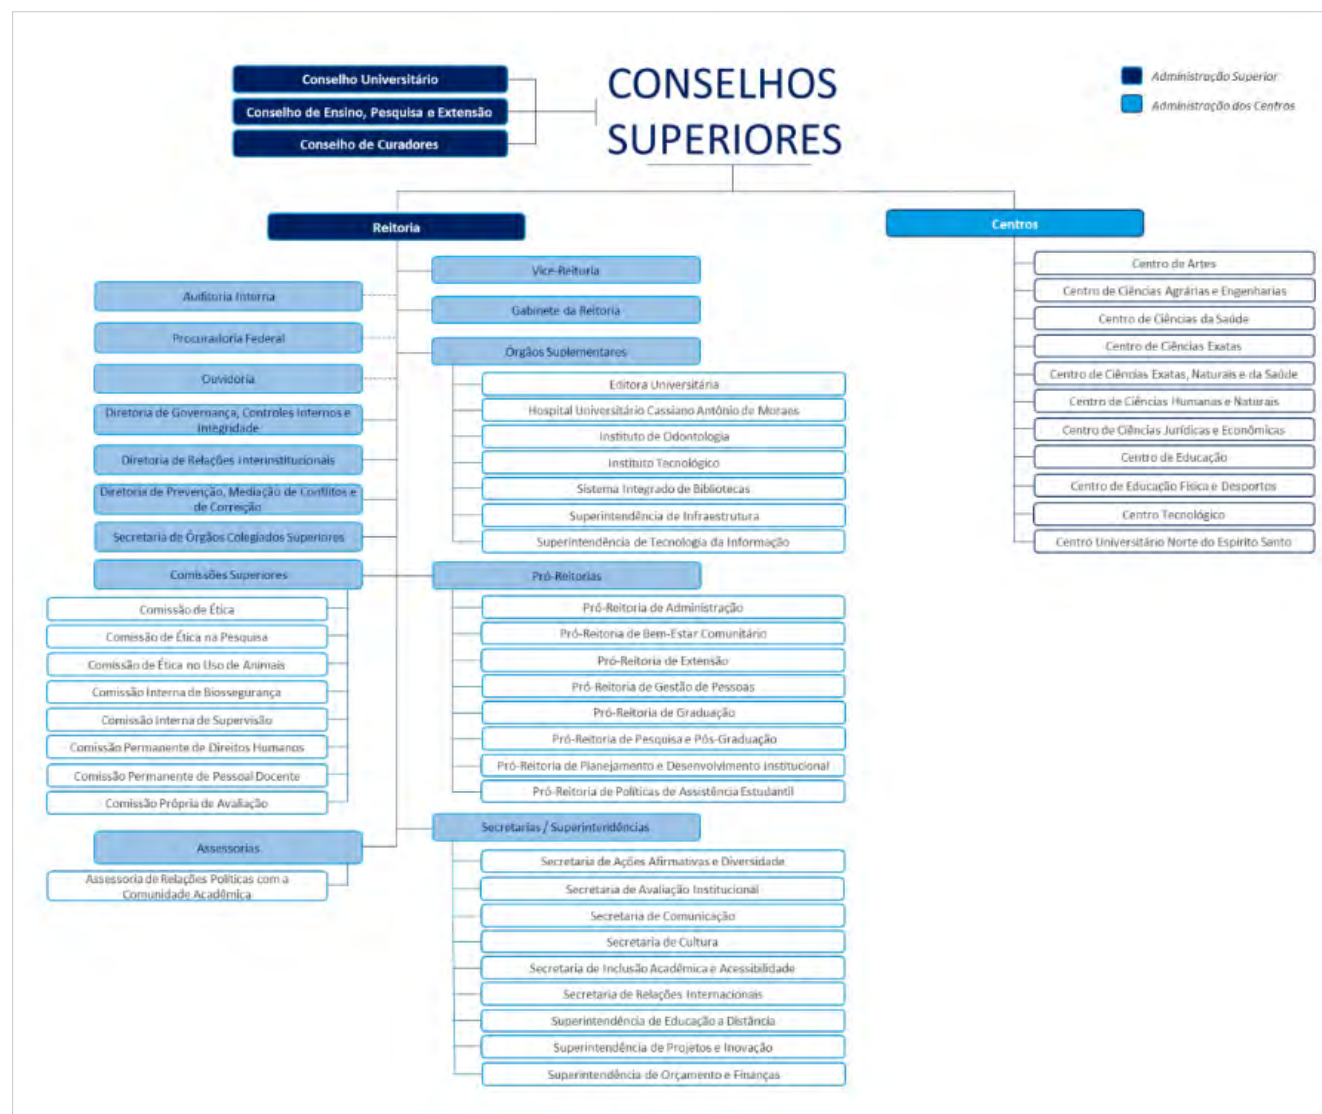 Conselho Universitário
Conselho de Ensino, Pesquisa e Extensão
Conselho de Curadores
CONSELHOS
SUPERIORES
Administração Superior
Administração dos Centros
Reitoria
Vice-Reitoria
Gabinete da Reitoria
Órgãos Suplementares
Editora Universitária
Hospital Universitário Cassiano Antônio de Moraes
Instituto de Odontologia
Instituto Tecnológico
Sistema Integrado de Bibliotecas
Superintendência de Infraestrutura
Superintendência de Tecnologia da Informação
Auditoria Interna
Procuradoria Federal
Ouvidoria
Diretoria de Governança, Controles Internos e
Integridade
Diretoria de Relações Interinstitucionais
Diretoria de Prevenção, Mediação de Conflitos e
de Correição
Secretaria de Órgãos Colegiados Superiores
Comissões Superiores
Comissão de Ética
Comissão de Ética na Pesquisa
Comissão de Ética no Uso de Animais
Comissão Interna de Biossegurança
Comissão Interna de Supervisão
Comissão Permanente de Direitos Humanos
Comissão Permanente de Pessoal Docente
Comissão Própria de Avaliação
Assessorias
Assessoria de Relações Políticas com a
Comunidade Acadêmica
Pró-Reitorias
Pró-Reitoria de Administração
Pró-Reitoria de Bem-Estar Comunitário
Pró-Reitoria de Extensão
Pró-Reitoria de Gestão de Pessoas
Pró-Reitoria de Graduação
Pró-Reitoria de Pesquisa e Pós-Graduação
Pró-Reitoria de Planejamento e Desenvolvimento Institucional
Pró-Reitoria de Políticas de Assistência Estudantil
Secretarias / Superintendências
Secretaria de Ações Afirmativas e Diversidade
Secretaria de Avaliação Institucional
Secretaria de Comunicação
Secretaria de Cultura
Secretaria de Inclusão Acadêmica e Acessibilidade
Secretaria de Relações Internacionais
Superintendência de Educação a Distância
Superintendência de Projetos e Inovação
Superintendência de Orçamento e Finanças
Centros
Centro de Artes
Centro de Ciências Agrárias e Engenharias
Centro de Ciências da Saúde
Centro de Ciências Exatas
Centro de Ciências Exatas, Naturais e da Saúde
Centro de Ciências Humanas e Naturais
Centro de Ciências Jurídicas e Econômicas
Centro de Educação
Centro de Educação Física e Desportos
Centro Tecnológico
Centro Universitário Norte do Espírito Santo